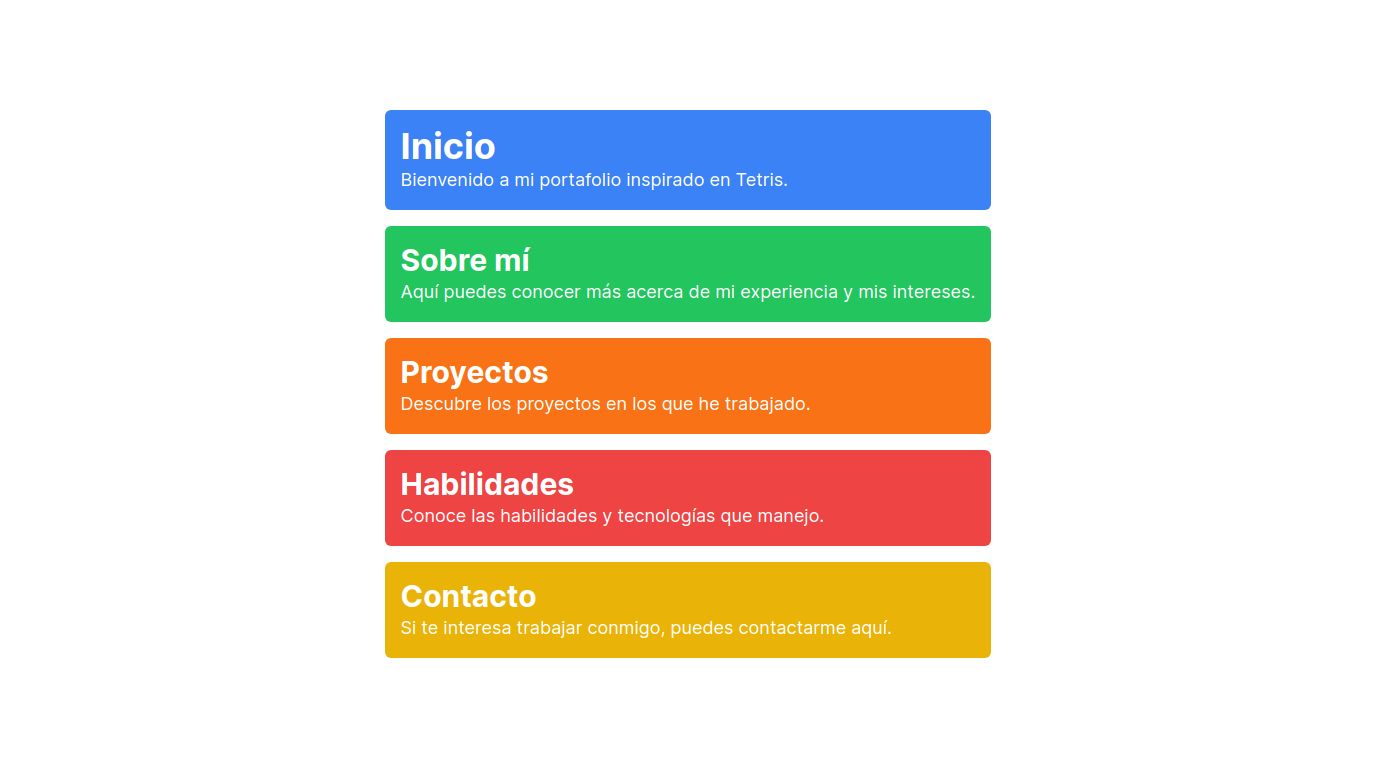 Inicio
Bienvenido a mi portafolio inspirado en Tetris.
Sobre mí
Aquí puedes conocer más acerca de mi experiencia y mis intereses.
Proyectos
Descubre los proyectos en los que he trabajado.
Habilidades
Conoce las habilidades y tecnologías que manejo.
Contacto
Si te interesa trabajar conmigo, puedes contactarme aquí.